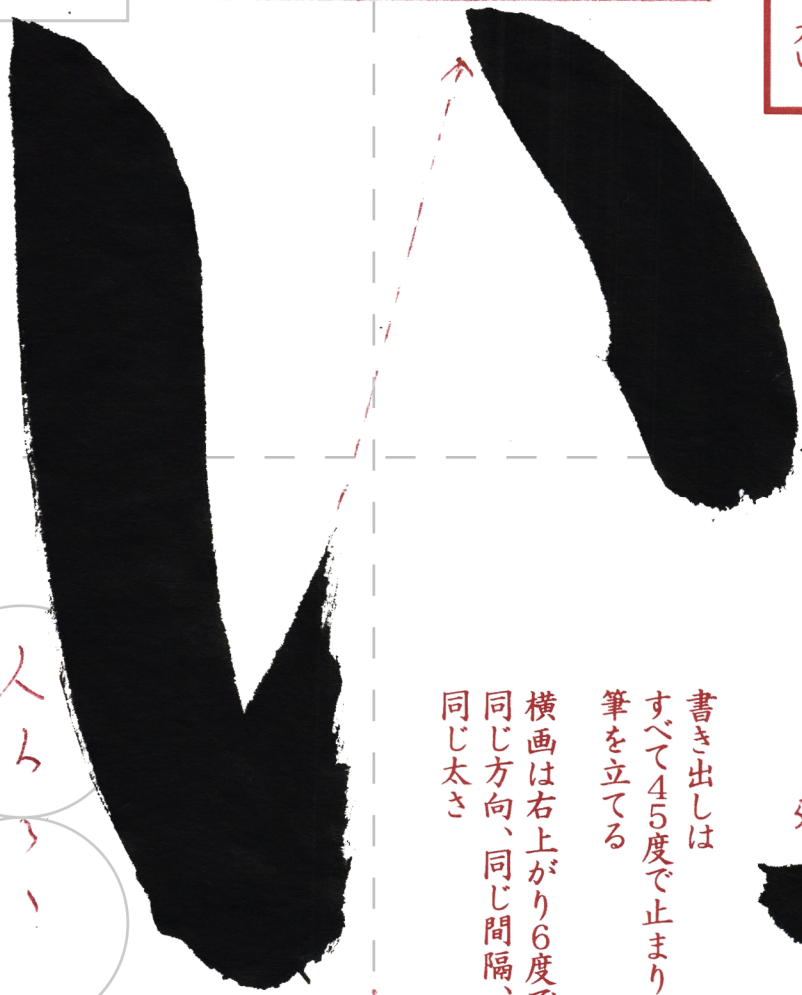 い
書き出しは
すべて45度で止まり
筆を立てる
横画は右上がり6度で
同じ方向、同じ間隔、
同じ太さ